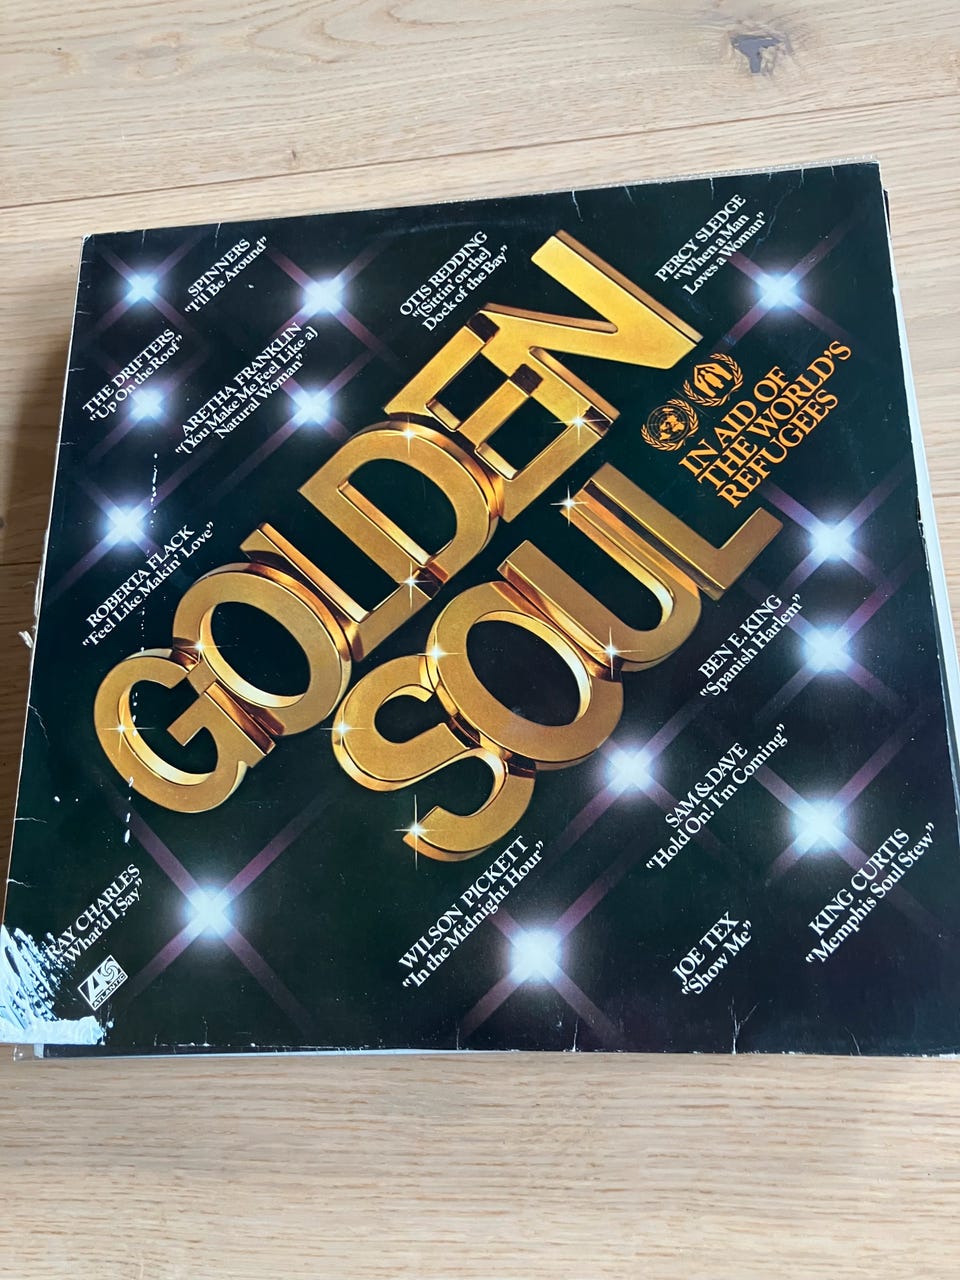 SPINNERS
"I'll Be Around"
OTIS REDDING
"[Sittin' on the]
Dock of the Bay"
PERCY SLEDGE
"When a Man
Loves a Woman"
THE DRIFTERS
"Up On the Roof"
ARETHA FRANKLIN
"[You Make Me Feel Like a]
Natural Woman"
GOLDEN
SOUL
IN AID OF
THE WORLD'S
REFUGEES
ROBERTA FLACK
"Feel Like Makin' Love"
BEN E. KING
"Spanish Harlem"
SAM & DAVE
"Hold On! I'm Coming"
RAY CHARLES
"What'd I Say"
WILSON PICKETT
"In the Midnight Hour"
JOE TEX
"Show Me"
KING CURTIS
"Memphis Soul Stew"
ATLANTIC